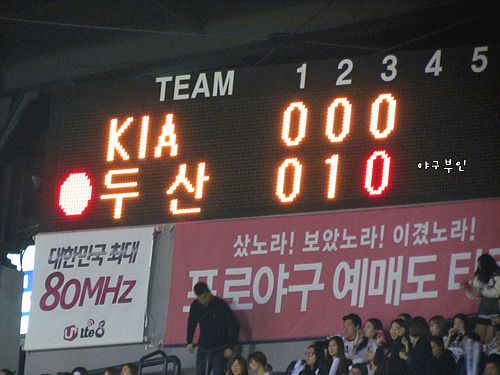 TEAM 1 2 3 4 5
KIA 0 0 0
두산 0 1 0
야구부인
대한민국 최대
80MHz
U+ lte8
샀노라! 보았노라! 이겼노라!
프로야구 예매도